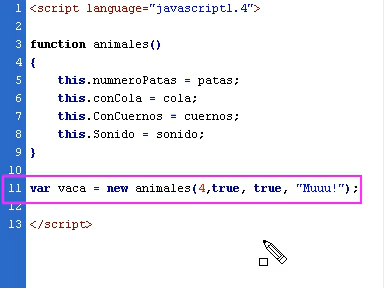 1 <script language="javascript1.4">
2
3 function animales()
4 {
5 this.numneroPatas = patas;
6 this.conCola = cola;
7 this.ConCuernos = cuernos;
8 this.Sonido = sonido;
9 }
10
11 var vaca = new animales(4,true, true, "Muuu!");
12
13 </script>